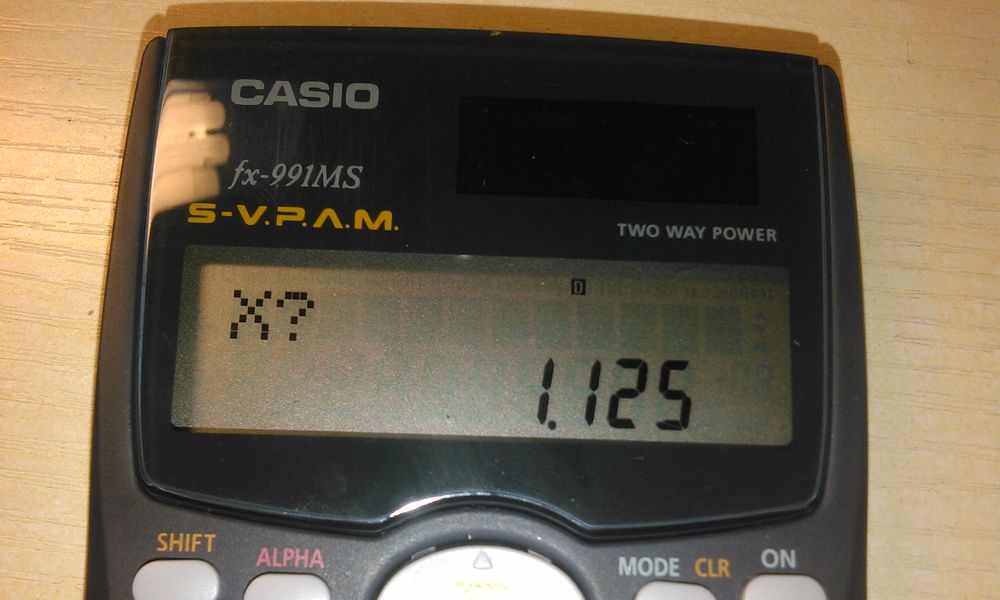 CASIO
fx-991MS
S-V.P.A.M.
TWO WAY POWER
D
X?
1.125
SHIFT
ALPHA
MODE CLR
ON